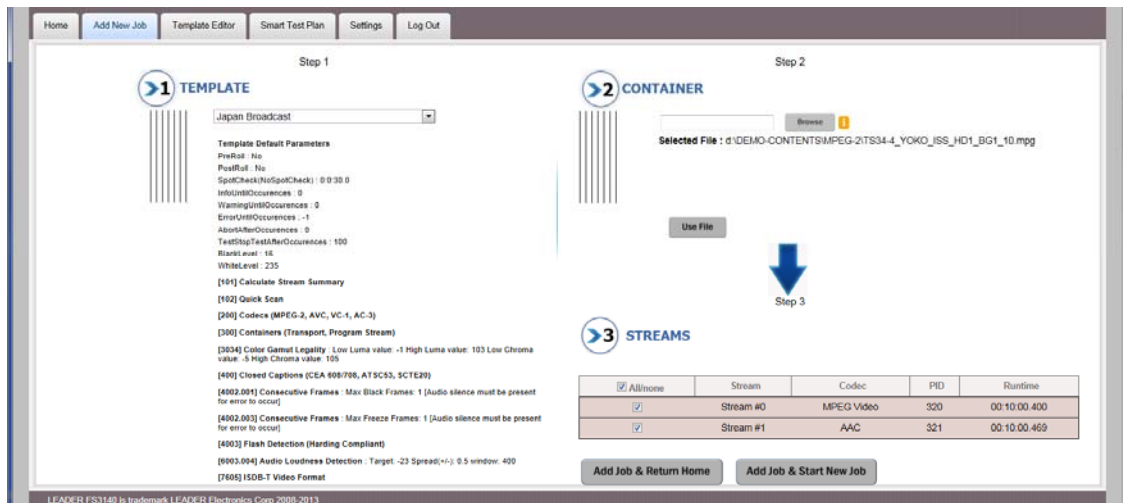 Home
Add New Job
Template Editor
Smart Test Plan
Settings
Log Out
Step 1
1 TEMPLATE
Japan Broadcast
Template Default Parameters
PreRoll : No
PostRoll : No
SpotCheck(NoSpotCheck) : 0:0:30.0
InfoUntilOccurences : 0
WarningUntilOccurences : 0
ErrorUntilOccurences : -1
AbortAfterOccurences : 0
TestStopTestAfterOccurences : 100
BlankLevel : 16
WhiteLevel : 235
[101] Calculate Stream Summary
[102] Quick Scan
[200] Codecs (MPEG-2, AVC, VC-1, AC-3)
[300] Containers (Transport, Program Stream)
[3034] Color Gamut Legality : Low Luma value: -1 High Luma value: 103 Low Chroma
value: -5 High Chroma value: 105
[400] Closed Captions (CEA 608/708, ATSC53, SCTE20)
[4002.001] Consecutive Frames : Max Black Frames: 1 [Audio silence must be present
for error to occur]
[4002.003] Consecutive Frames : Max Freeze Frames: 1 [Audio silence must be present
for error to occur]
[4003] Flash Detection (Harding Compliant)
[6003.004] Audio Loudness Detection : Target: -23 Spread(+/-): 0.5 window: 400
[7605] ISDB-T Video Format
Step 2
2 CONTAINER
Browse i
Selected File : d:\DEMO-CONTENTS\MPEG-2\TS34-4_YOKO_ISS_HD1_BG1_10.mpg
Use File
Step 3
3 STREAMS
All/none Stream Codec PID Runtime
Stream #0 MPEG Video 320 00:10:00.400
Stream #1 AAC 321 00:10:00.469
Add Job & Return Home
Add Job & Start New Job
LEADER FS3140 is trademark LEADER Electronics Corp 2008-2013